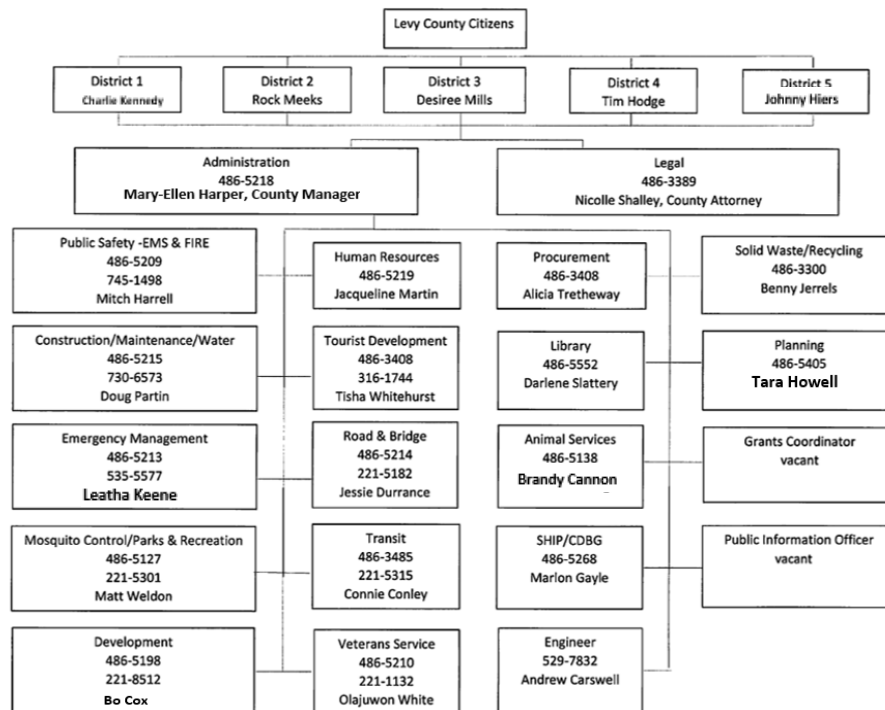 Levy County Citizens
District 1
Charlie Kennedy
District 2
Rock Meeks
District 3
Desiree Mills
District 4
Tim Hodge
District 5
Johnny Hiers
Administration
486-5218
Mary-Ellen Harper, County Manager
Legal
486-3389
Nicolle Shalley, County Attorney
Public Safety -EMS & FIRE
486-5209
745-1498
Mitch Harrell
Human Resources
486-5219
Jacqueline Martin
Procurement
486-3408
Alicia Tretheway
Solid Waste/Recycling
486-3300
Benny Jerrels
Construction/Maintenance/Water
486-5215
730-6573
Doug Partin
Tourist Development
486-3408
316-1744
Tisha Whitehurst
Library
486-5552
Darlene Slattery
Planning
486-5405
Tara Howell
Emergency Management
486-5213
535-5577
Leatha Keene
Road & Bridge
486-5214
221-5182
Jessie Durrance
Animal Services
486-5138
Brandy Cannon
Grants Coordinator
vacant
Mosquito Control/Parks & Recreation
486-5127
221-5301
Matt Weldon
Transit
486-3485
221-5315
Connie Conley
SHIP/CDBG
486-5268
Marlon Gayle
Public Information Officer
vacant
Development
486-5198
221-8512
Bo Cox
Veterans Service
486-5210
221-1132
Olajuwon White
Engineer
529-7832
Andrew Carswell